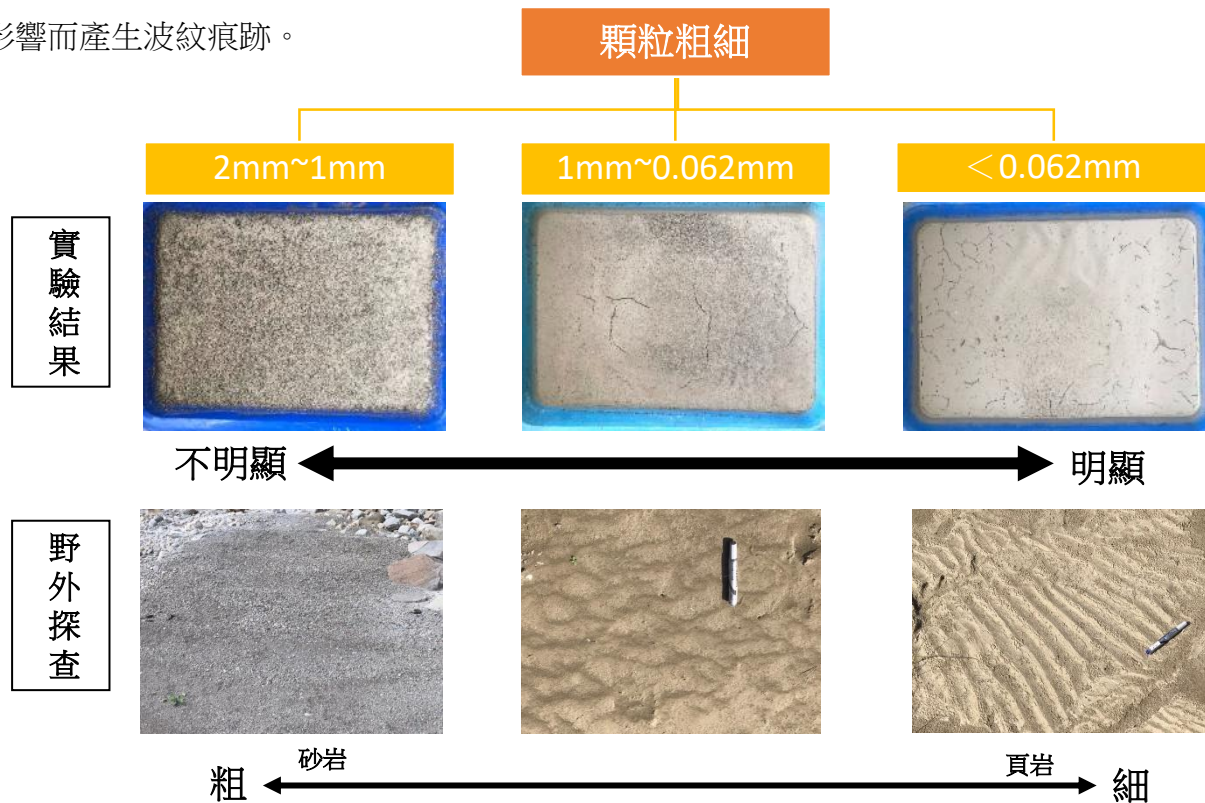 影響而產生波紋痕跡。
顆粒粗細
2mm~1mm
1mm~0.062mm
＜0.062mm
實驗結果
不明顯
明顯
野外探查
砂岩
頁岩
粗
細